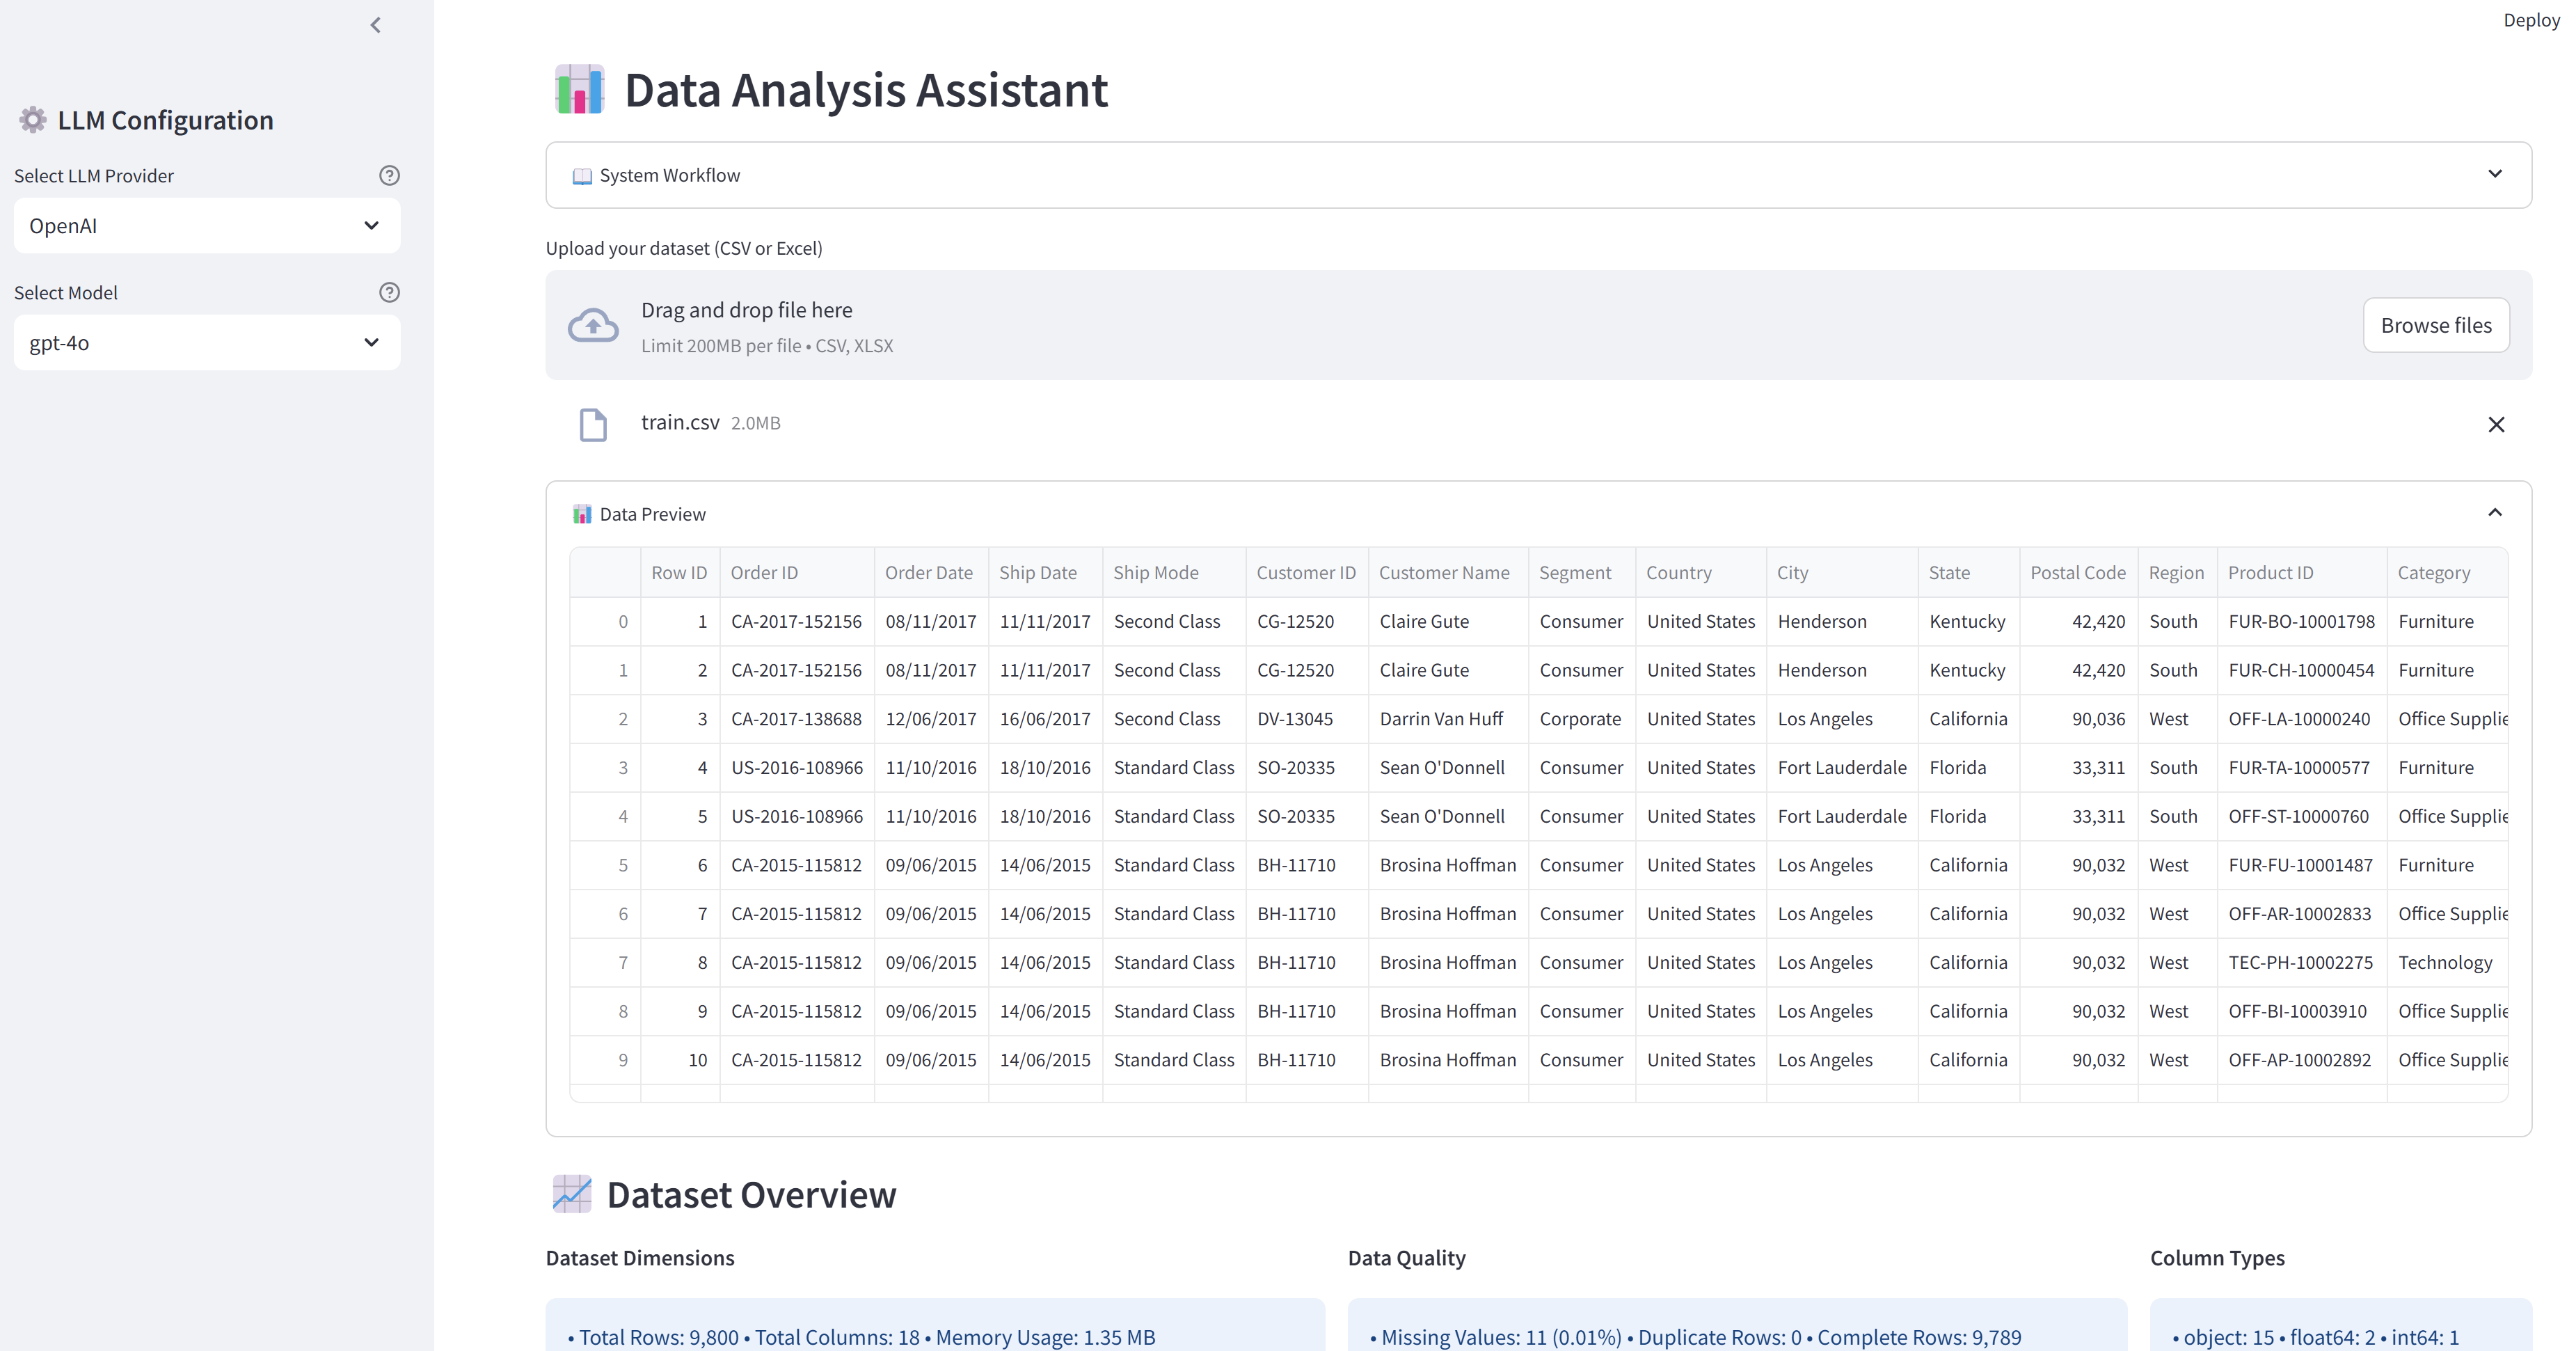 Deploy
LLM Configuration
Select LLM Provider
OpenAI
Select Model
gpt-4o
Data Analysis Assistant
System Workflow
Upload your dataset (CSV or Excel)
Drag and drop file here
Limit 200MB per file • CSV, XLSX
Browse files
train.csv 2.0MB
Data Preview
Row ID Order ID Order Date Ship Date Ship Mode Customer ID Customer Name Segment Country City State Postal Code Region Product ID Category
0 1 CA-2017-152156 08/11/2017 11/11/2017 Second Class CG-12520 Claire Gute Consumer United States Henderson Kentucky 42,420 South FUR-BO-10001798 Furniture
1 2 CA-2017-152156 08/11/2017 11/11/2017 Second Class CG-12520 Claire Gute Consumer United States Henderson Kentucky 42,420 South FUR-CH-10000454 Furniture
2 3 CA-2017-138688 12/06/2017 16/06/2017 Second Class DV-13045 Darrin Van Huff Corporate United States Los Angeles California 90,036 West OFF-LA-10000240 Office Supplie
3 4 US-2016-108966 11/10/2016 18/10/2016 Standard Class SO-20335 Sean O'Donnell Consumer United States Fort Lauderdale Florida 33,311 South FUR-TA-10000577 Furniture
4 5 US-2016-108966 11/10/2016 18/10/2016 Standard Class SO-20335 Sean O'Donnell Consumer United States Fort Lauderdale Florida 33,311 South OFF-ST-10000760 Office Supplie
5 6 CA-2015-115812 09/06/2015 14/06/2015 Standard Class BH-11710 Brosina Hoffman Consumer United States Los Angeles California 90,032 West FUR-FU-10001487 Furniture
6 7 CA-2015-115812 09/06/2015 14/06/2015 Standard Class BH-11710 Brosina Hoffman Consumer United States Los Angeles California 90,032 West OFF-AR-10002833 Office Supplie
7 8 CA-2015-115812 09/06/2015 14/06/2015 Standard Class BH-11710 Brosina Hoffman Consumer United States Los Angeles California 90,032 West TEC-PH-10002275 Technology
8 9 CA-2015-115812 09/06/2015 14/06/2015 Standard Class BH-11710 Brosina Hoffman Consumer United States Los Angeles California 90,032 West OFF-BI-10003910 Office Supplie
9 10 CA-2015-115812 09/06/2015 14/06/2015 Standard Class BH-11710 Brosina Hoffman Consumer United States Los Angeles California 90,032 West OFF-AP-10002892 Office Supplie
Dataset Overview
Dataset Dimensions Data Quality Column Types
• Total Rows: 9,800 • Total Columns: 18 • Memory Usage: 1.35 MB • Missing Values: 11 (0.01%) • Duplicate Rows: 0 • Complete Rows: 9,789 • object: 15 • float64: 2 • int64: 1